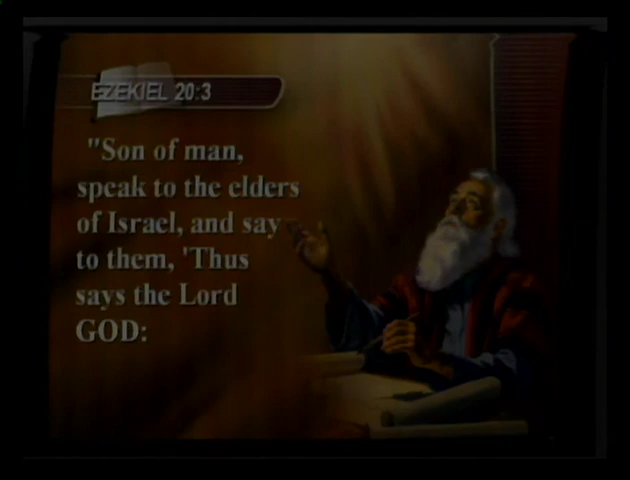 EZEKIEL 20:3
"Son of man,
speak to the elders
of Israel, and say
to them, 'Thus
says the Lord
GOD: